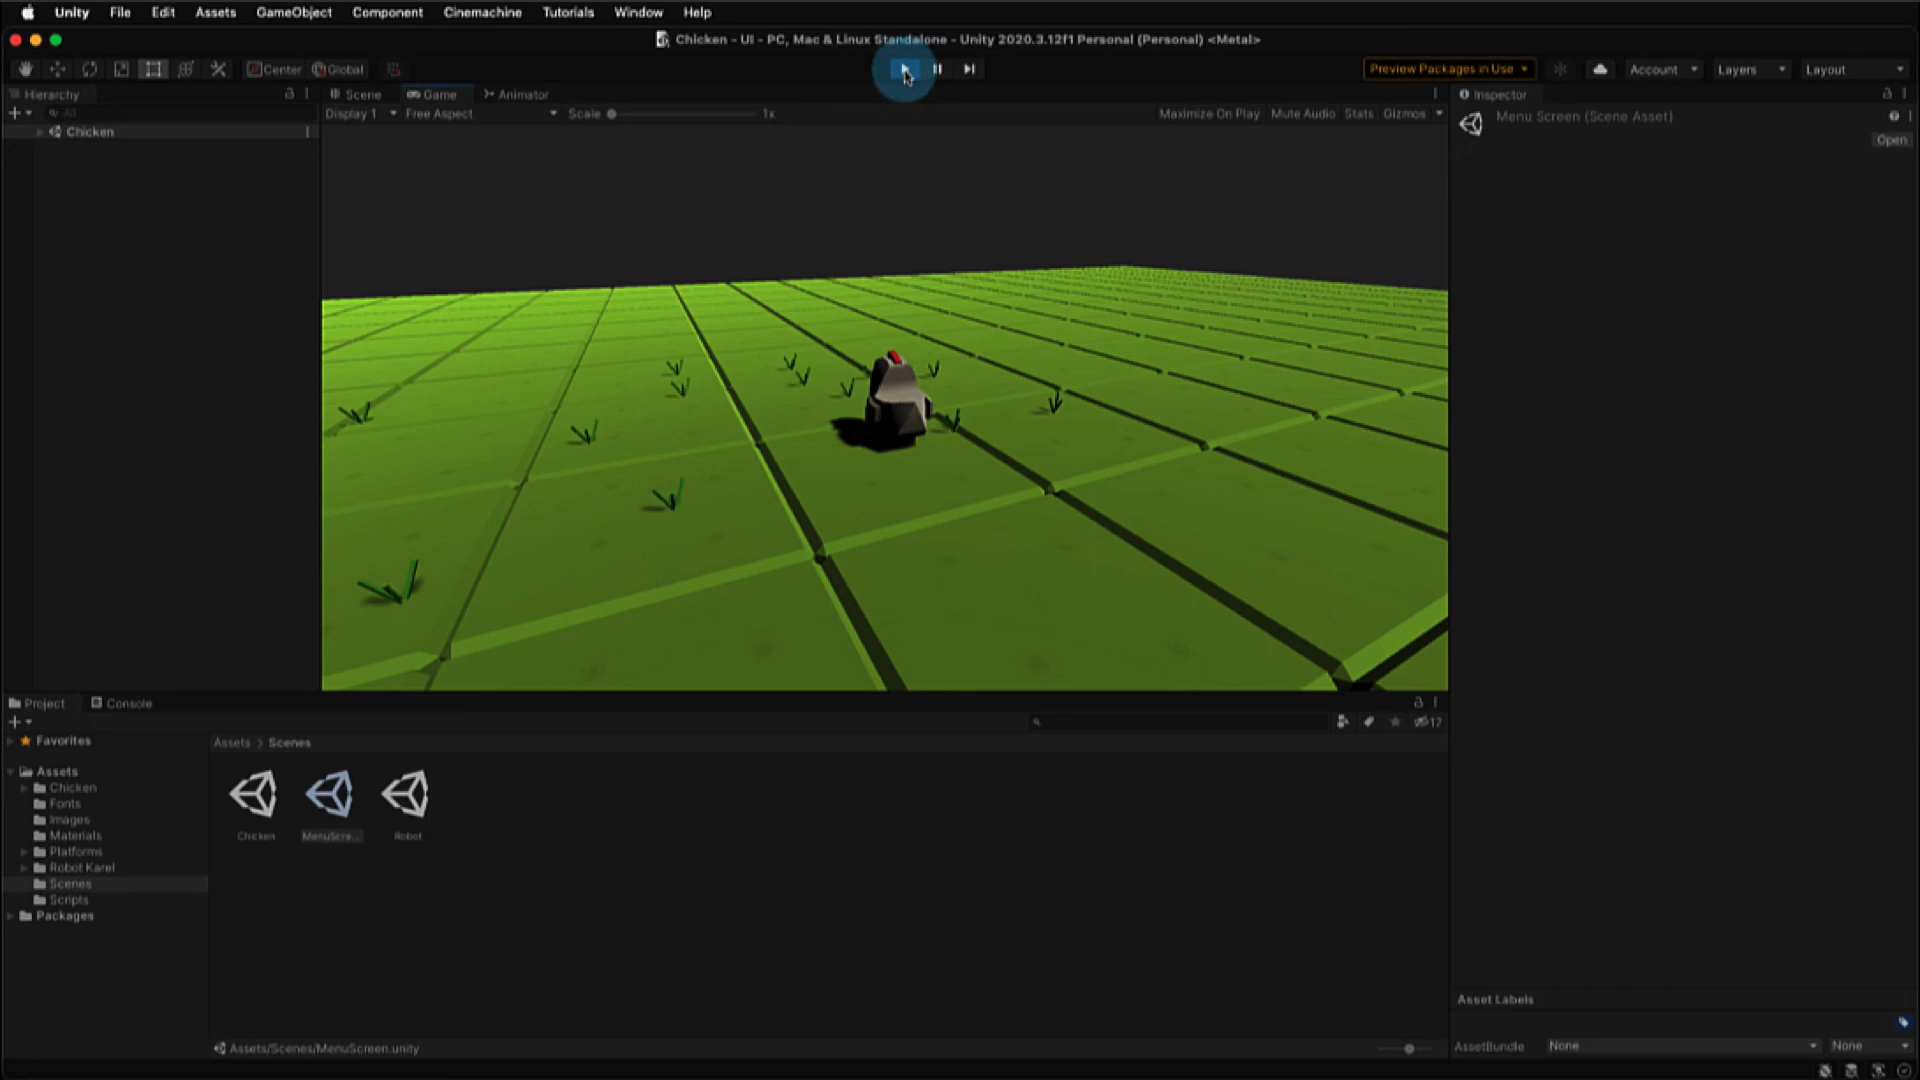 Unity File Edit Assets GameObject Component Cinemachine Tutorials Window Help
Chicken - UI - PC, Mac & Linux Standalone - Unity 2020.3.12f1 Personal (Personal) <Metal>
Center Global Preview Packages in Use Account Layers Layout
Hierarchy Scene Game Animator Inspector
All Display 1 Free Aspect Scale 1x Maximize On Play Mute Audio Stats Gizmos Menu Screen (Scene Asset)
Chicken Open
Project Console
17
Favorites Assets > Scenes
Assets
Chicken
Fonts
Images
Materials Chicken MenuScre... Robot
Platforms
Robot Karel
Scenes
Scripts
Packages
Asset Labels
Assets/Scenes/MenuScreen.unity AssetBundle None None